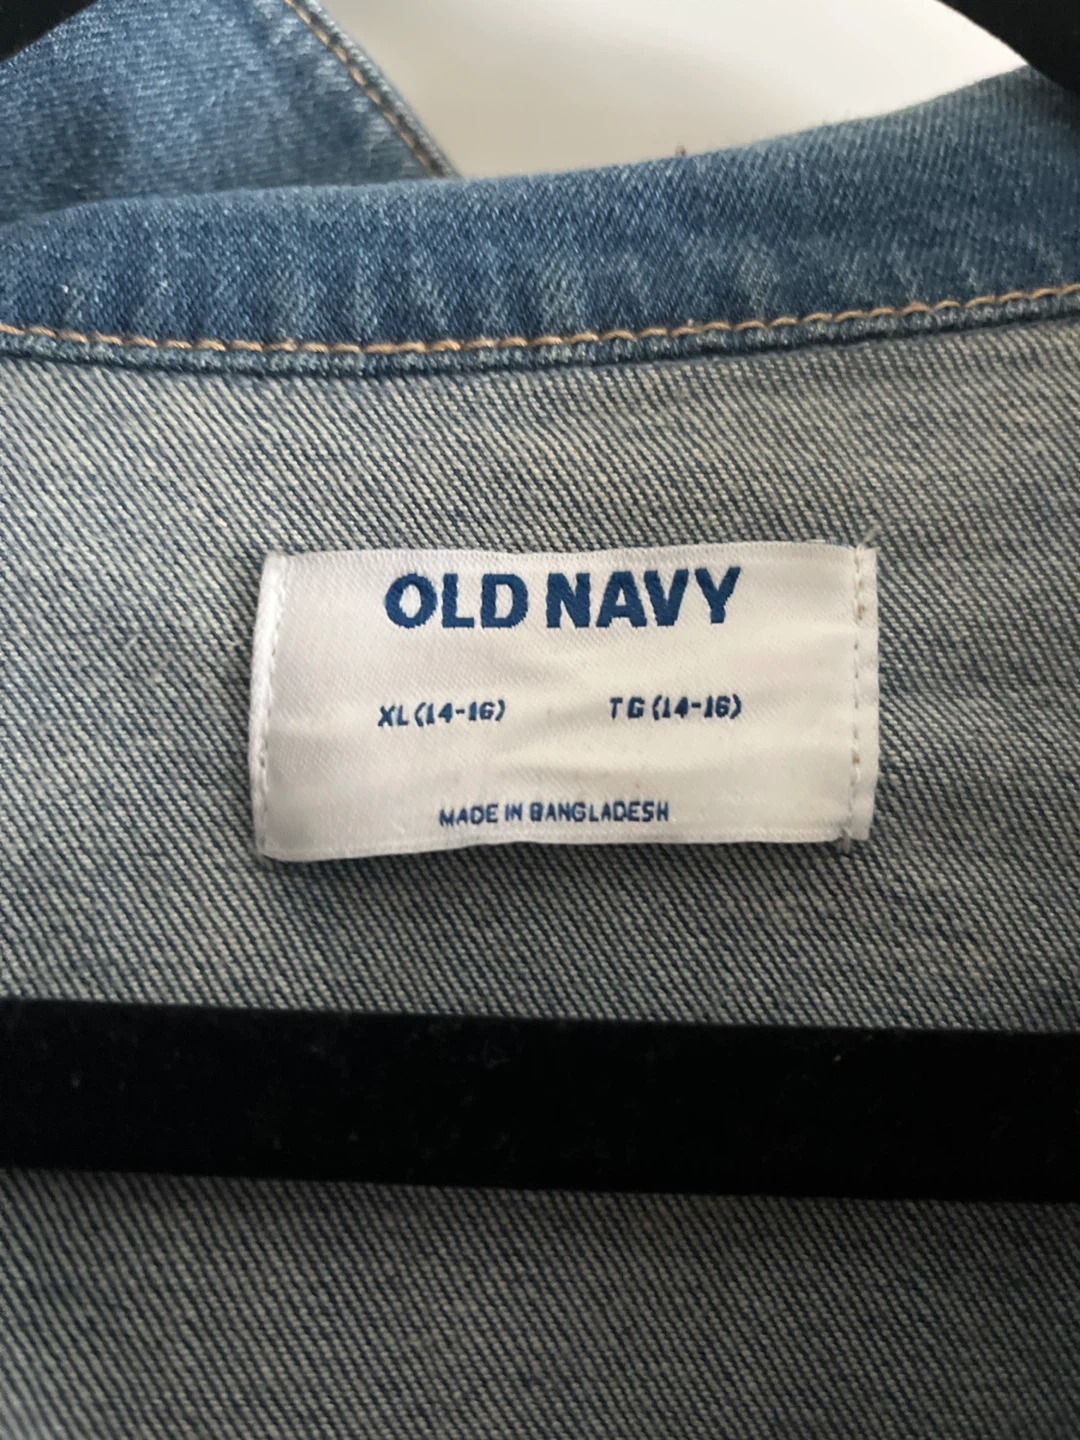 OLD NAVY
XL (14-16) TG (14-16)
MADE IN BANGLADESH